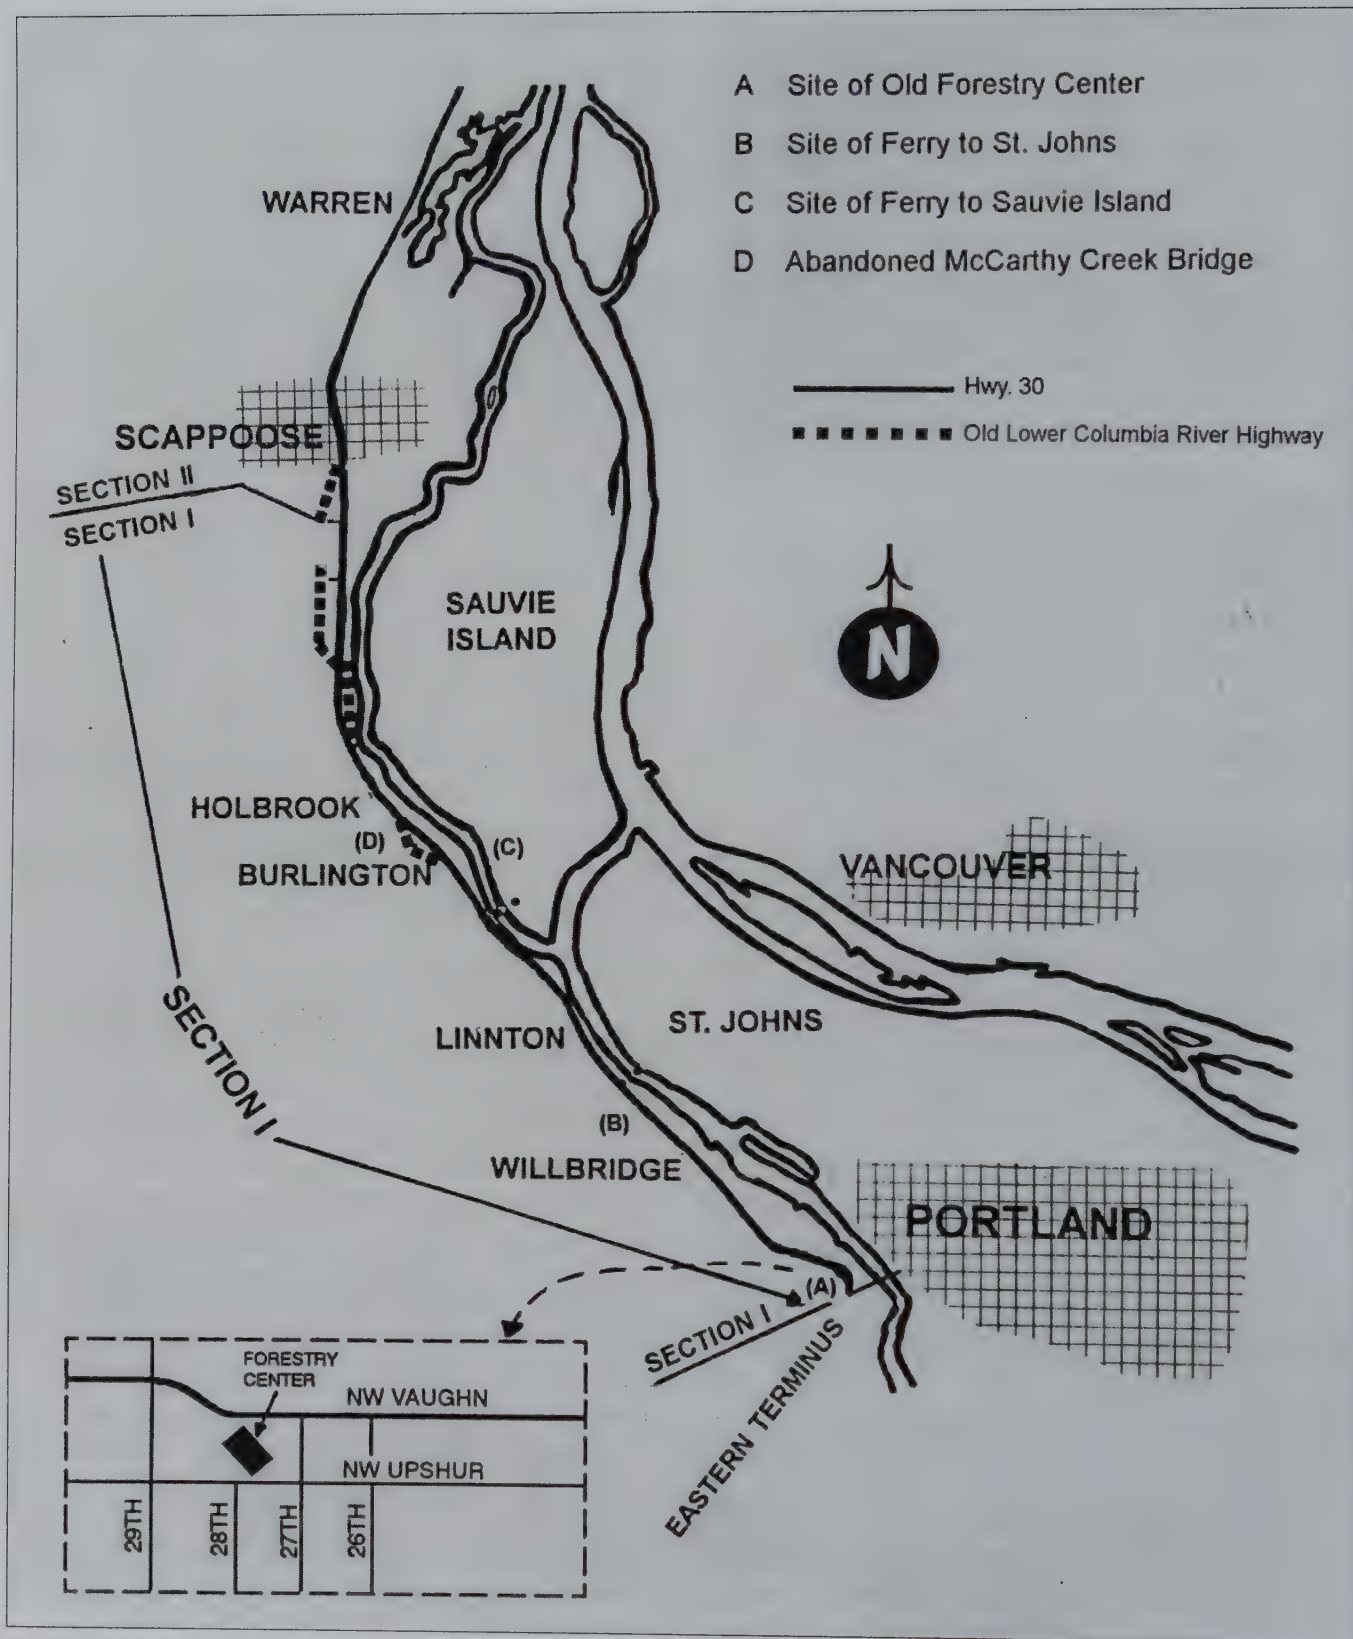 A Site of Old Forestry Center
B Site of Ferry to St. Johns
C Site of Ferry to Sauvie Island
D Abandoned McCarthy Creek Bridge
Hwy. 30
Old Lower Columbia River Highway
WARREN
SCAPPOOSE
SECTION II
SECTION I
SAUVIE
ISLAND
N
HOLBROOK
(D)
(C)
BURLINGTON
VANCOUVER
SECTION I
LINNTON
ST. JOHNS
(B)
WILLBRIDGE
PORTLAND
(A)
SECTION I
EASTERN TERMINUS
FORESTRY
CENTER
NW VAUGHN
NW UPSHUR
29TH
28TH
27TH
26TH